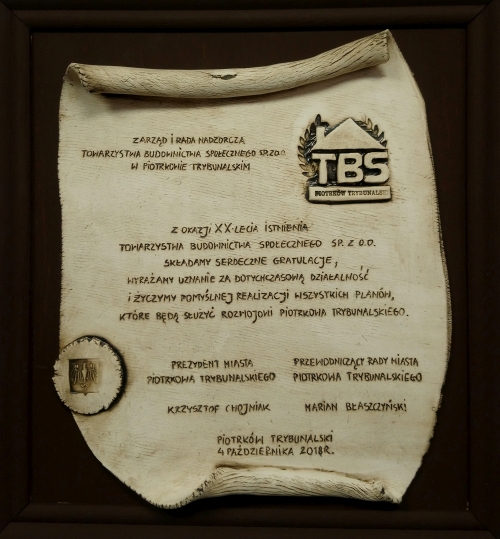 ZARZĄD I RADA NADZORCZA
TOWARZYSTWA BUDOWNICTWA SPOŁECZNEGO SP. Z O.O
W PIOTRKOWIE TRYBUNALSKIM
TBS
PIOTRKÓW TRYBUNALSKI
Z OKAZJI XX-LECIA ISTNIENIA
TOWARZYSTWA BUDOWNICTWA SPOŁECZNEGO SP. Z O.O.
SKŁADAMY SERDECZNE GRATULACJE,
WYRAŻAMY UZNANIE ZA DOTYCHCZASOWĄ DZIAŁALNOŚĆ
I ŻYCZYMY POMYŚLNEJ REALIZACJI WSZYSTKICH PLANÓW,
KTÓRE BĘDĄ SŁUŻYĆ ROZWOJOWI PIOTRKOWA TRYBUNALSKIEGO.
PREZYDENT MIASTA
PIOTRKOWA TRYBUNALSKIEGO
KRZYSZTOF CHOJNIAK
PRZEWODNICZĄCY RADY MIASTA
PIOTRKOWA TRYBUNALSKIEGO
MARIAN BŁASZCZYŃSKI
PIOTRKÓW TRYBUNALSKI
4 PAŹDZIERNIKA 2018R.